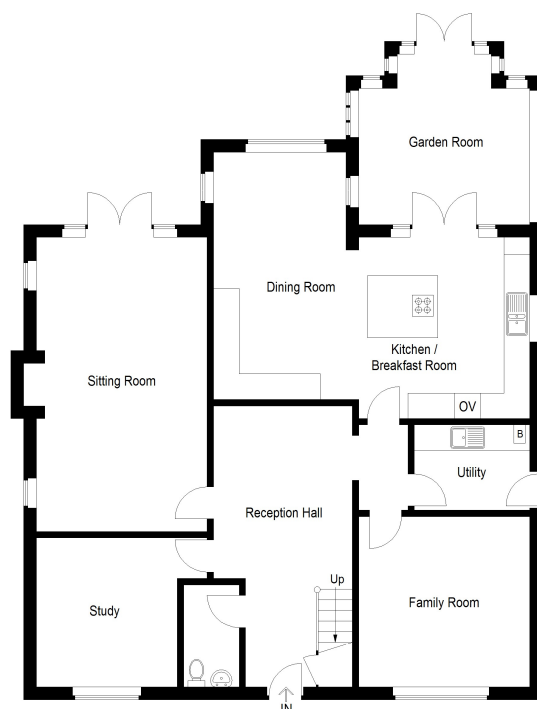 Garden Room
Dining Room
Kitchen /
Breakfast Room
Sitting Room
OV
B
Utility
Reception Hall
Up
Family Room
Study
IN